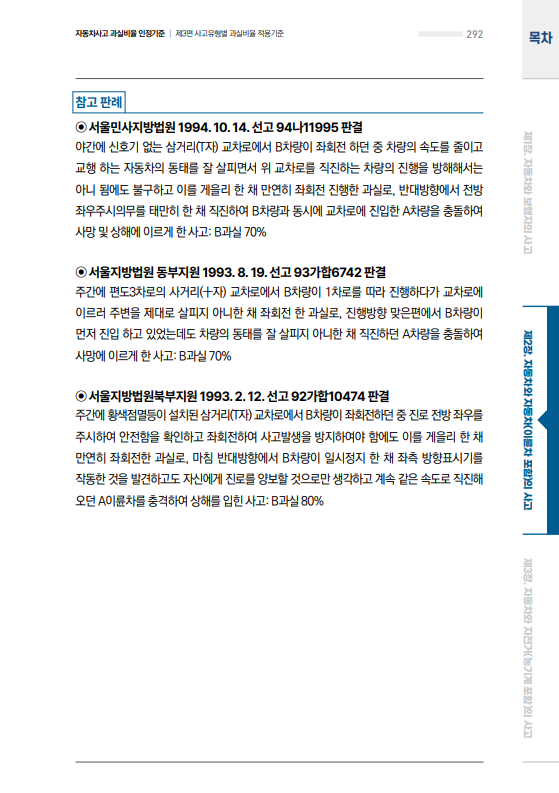 자동차사고 과실비율 인정기준 | 제3편 사고유형별 과실비율 적용기준
292
목차
참고 판례
◉ 서울민사지방법원 1994. 10. 14. 선고 94나11995 판결
야간에 신호기 없는 삼거리(T자) 교차로에서 B차량이 좌회전 하던 중 차량의 속도를 줄이고
교행 하는 자동차의 동태를 잘 살피면서 위 교차로를 직진하는 차량의 진행을 방해해서는
아니 됨에도 불구하고 이를 게을리 한 채 만연히 좌회전 진행한 과실로, 반대방향에서 전방
좌우주시의무를 태만히 한 채 직진하여 B차량과 동시에 교차로에 진입한 A차량을 충돌하여
사망 및 상해에 이르게 한 사고: B과실 70%
◉ 서울지방법원 동부지원 1993. 8. 19. 선고 93가합6742 판결
주간에 편도3차로의 사거리(十자) 교차로에서 B차량이 1차로를 따라 진행하다가 교차로에
이르러 주변을 제대로 살피지 아니한 채 좌회전 한 과실로, 진행방향 맞은편에서 B차량이
먼저 진입 하고 있었는데도 차량의 동태를 잘 살피지 아니한 채 직진하던 A차량을 충돌하여
사망에 이르게 한 사고: B과실 70%
◉ 서울지방법원북부지원 1993. 2. 12. 선고 92가합10474 판결
주간에 황색점멸등이 설치된 삼거리(T자) 교차로에서 B차량이 좌회전하던 중 진로 전방 좌우를
주시하여 안전함을 확인하고 좌회전하여 사고발생을 방지하여야 함에도 이를 게을리 한 채
만연히 좌회전한 과실로, 마침 반대방향에서 B차량이 일시정지 한 채 좌측 방향표시기를
작동한 것을 발견하고도 자신에게 진로를 양보할 것으로만 생각하고 계속 같은 속도로 직진해
오던 A이륜차를 충격하여 상해를 입힌 사고: B과실 80%
제1장. 자동차와 보행자의 사고
제2장. 자동차와 자동차(이륜차 포함)의 사고
제3장. 자동차와 자전거(농기계 포함)의 사고